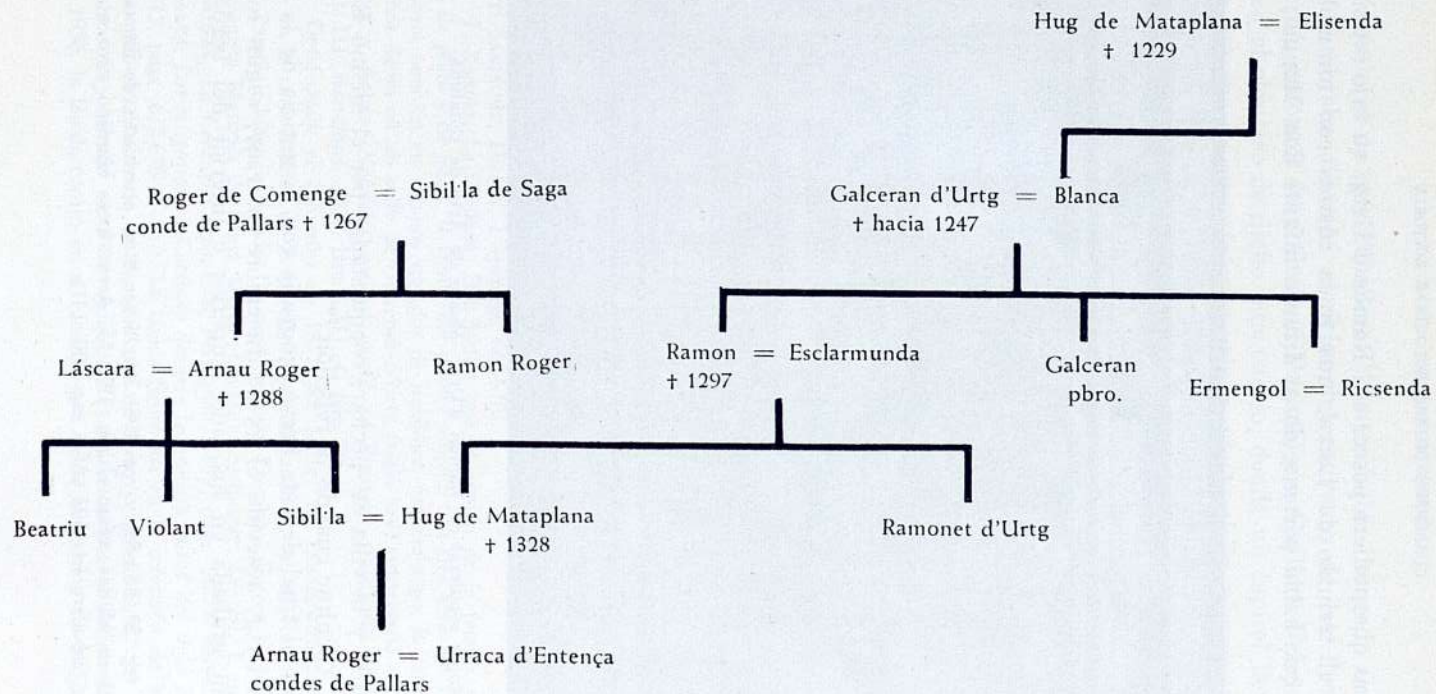 Hug de Mataplana = Elisenda
† 1229
Roger de Comenge = Sibil·la de Saga
conde de Pallars † 1267
Galceran d'Urtg = Blanca
† hacia 1247
Láscara = Arnau Roger
† 1288
Ramon Roger
Ramon = Esclarmunda
† 1297
Galceran
pbro.
Ermengol = Ricsenda
Beatriu
Violant
Sibil·la = Hug de Mataplana
† 1328
Ramonet d'Urtg
Arnau Roger = Urraca d'Entença
condes de Pallars